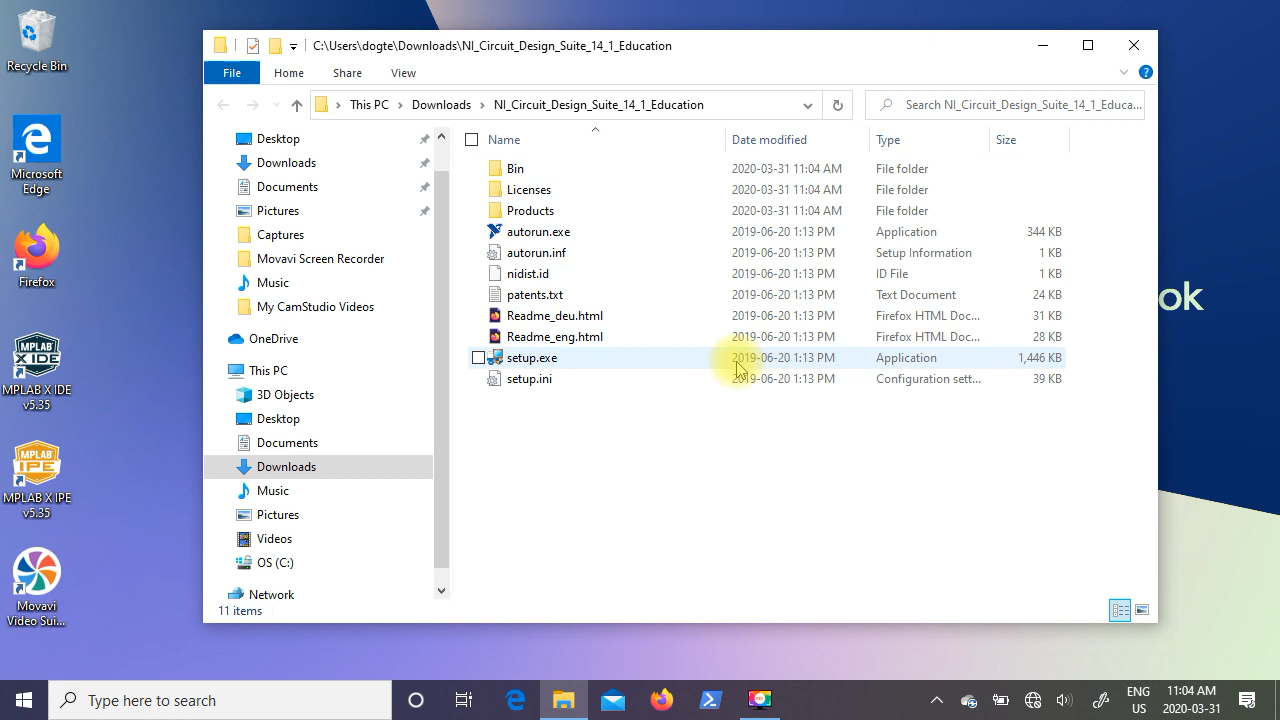 Recycle Bin
Microsoft
Edge
Firefox
MPLAB X IDE
v5.35
MPLAB X IPE
v5.35
Movavi
Video Sui...
C:\Users\dogte\Downloads\NI_Circuit_Design_Suite_14_1_Education
File Home Share View
This PC > Downloads > NI_Circuit_Design_Suite_14_1_Education
Search NI_Circuit_Design_Suite_14_1_Educa...
Desktop
Downloads
Documents
Pictures
Captures
Movavi Screen Recorder
Music
My CamStudio Videos
OneDrive
This PC
3D Objects
Desktop
Documents
Downloads
Music
Pictures
Videos
OS (C:)
Network
Name Date modified Type Size
Bin 2020-03-31 11:04 AM File folder
Licenses 2020-03-31 11:04 AM File folder
Products 2020-03-31 11:04 AM File folder
autorun.exe 2019-06-20 1:13 PM Application 344 KB
autorun.inf 2019-06-20 1:13 PM Setup Information 1 KB
nidist.id 2019-06-20 1:13 PM ID File 1 KB
patents.txt 2019-06-20 1:13 PM Text Document 24 KB
Readme_deu.html 2019-06-20 1:13 PM Firefox HTML Doc... 31 KB
Readme_eng.html 2019-06-20 1:13 PM Firefox HTML Doc... 28 KB
setup.exe 2019-06-20 1:13 PM Application 1,446 KB
setup.ini 2019-06-20 1:13 PM Configuration sett... 39 KB
11 items
ok
Type here to search
ENG
US
11:04 AM
2020-03-31